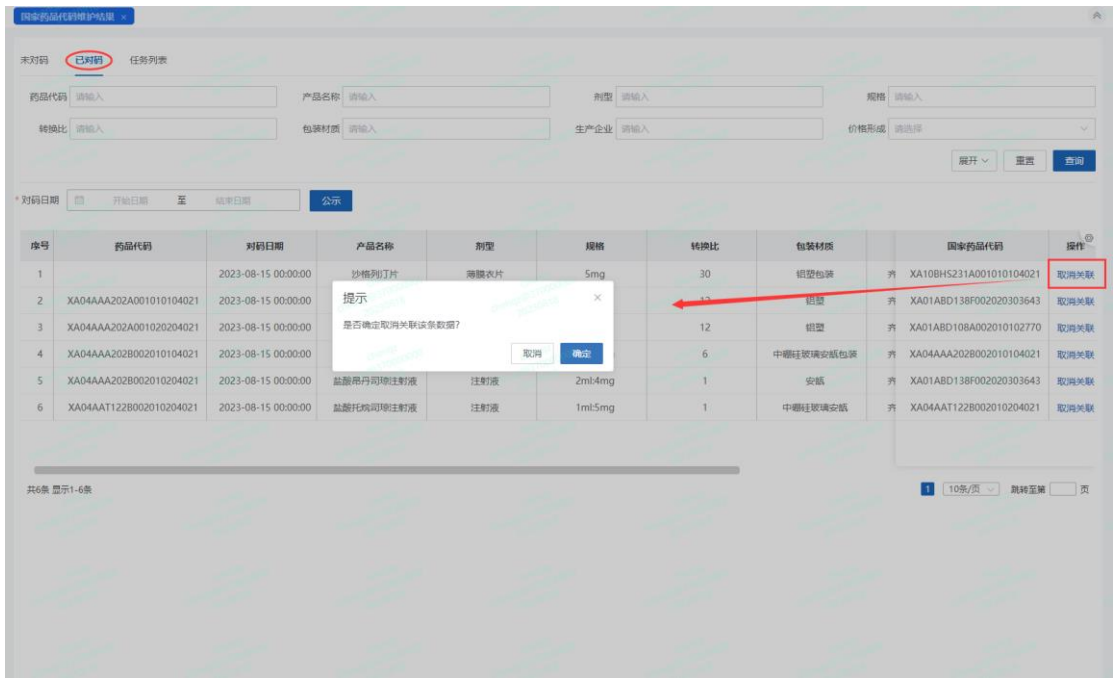 国家药品代码维护结果 ×
未对码 已对码 任务列表
药品代码 请输入 产品名称 请输入 剂型 请输入 规格 请输入
转换比 请输入 包装材质 请输入 生产企业 请输入 价格形成 请选择
展开 重置 查询
* 对码日期 开始日期 至 结束日期 公示
序号 药品代码 对码日期 产品名称 剂型 规格 转换比 包装材质 国家药品代码 操作
1 2023-08-15 00:00:00 沙格列汀片 薄膜衣片 5mg 30 铝塑包装 齐 XA10BHS231A001010104021 取消关联
2 XA04AAA202A001010104021 2023-08-15 00:00:00 12 铝塑 齐 XA01ABD138F002020303643 取消关联
3 XA04AAA202A001020204021 2023-08-15 00:00:00 12 铝塑 齐 XA01ABD108A002010102770 取消关联
4 XA04AAA202B002010104021 2023-08-15 00:00:00 6 中硼硅玻璃安瓿包装 齐 XA04AAA202B002010104021 取消关联
5 XA04AAA202B002010204021 2023-08-15 00:00:00 盐酸昂丹司琼注射液 注射液 2ml:4mg 1 安瓿 齐 XA01ABD138F002020303643 取消关联
6 XA04AAT122B002010204021 2023-08-15 00:00:00 盐酸托烷司琼注射液 注射液 1ml:5mg 1 中硼硅玻璃安瓿 齐 XA04AAT122B002010204021 取消关联
提示 ×
是否确定取消关联该条数据?
取消 确定
共6条 显示1-6条 1 10条/页 跳转至第 页